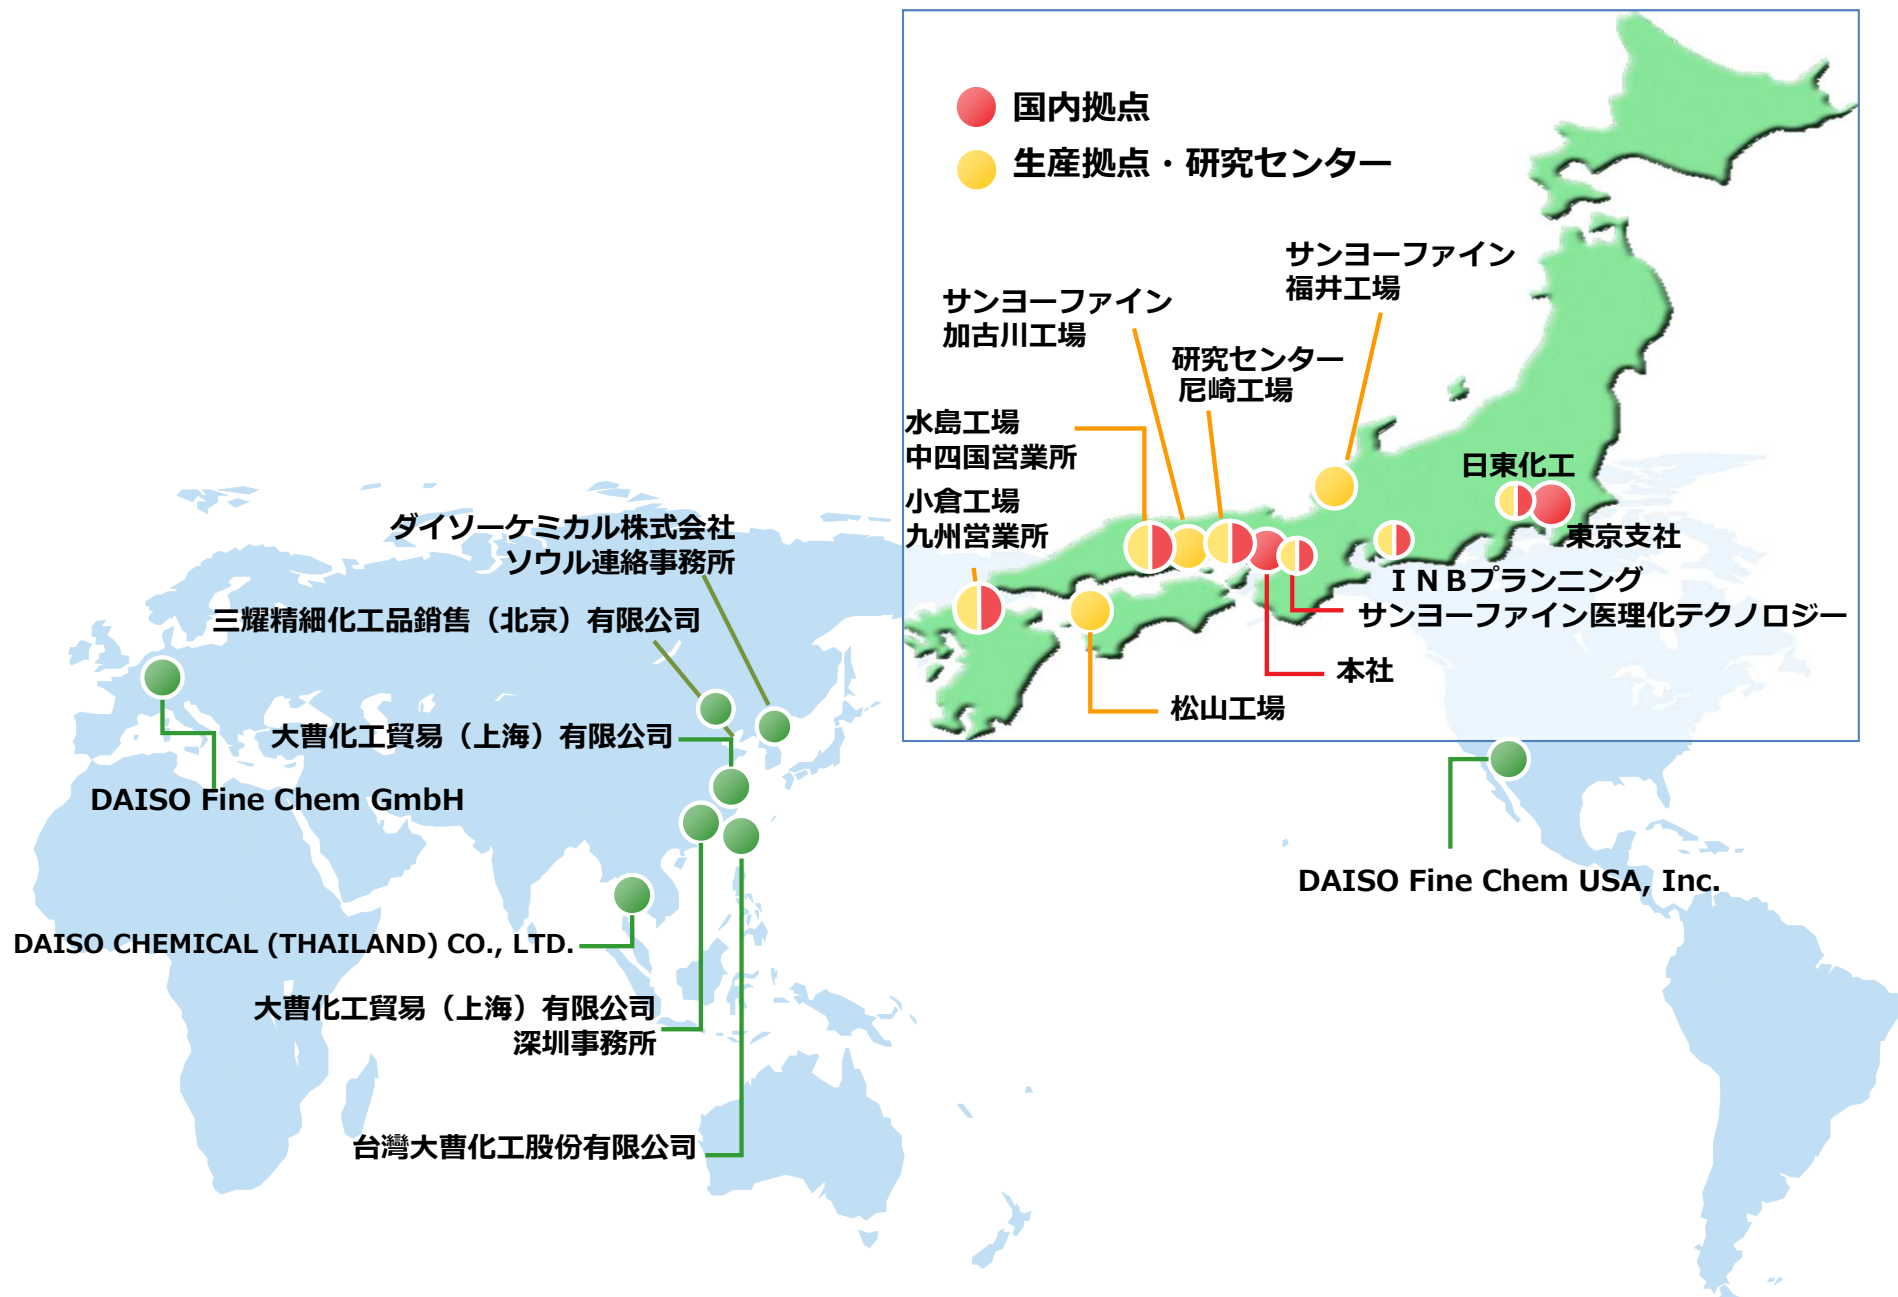 国内拠点
生産拠点・研究センター
サンヨーファイン
福井工場
サンヨーファイン
加古川工場
研究センター
尼崎工場
水島工場
中四国営業所
小倉工場
九州営業所
日東化工
東京支社
ＩＮＢプランニング
サンヨーファイン医理化テクノロジー
本社
松山工場
ダイソーケミカル株式会社
ソウル連絡事務所
三耀精細化工品銷售（北京）有限公司
大曹化工貿易（上海）有限公司
DAISO Fine Chem GmbH
DAISO Fine Chem USA, Inc.
DAISO CHEMICAL (THAILAND) CO., LTD.
大曹化工貿易（上海）有限公司
深圳事務所
台灣大曹化工股份有限公司